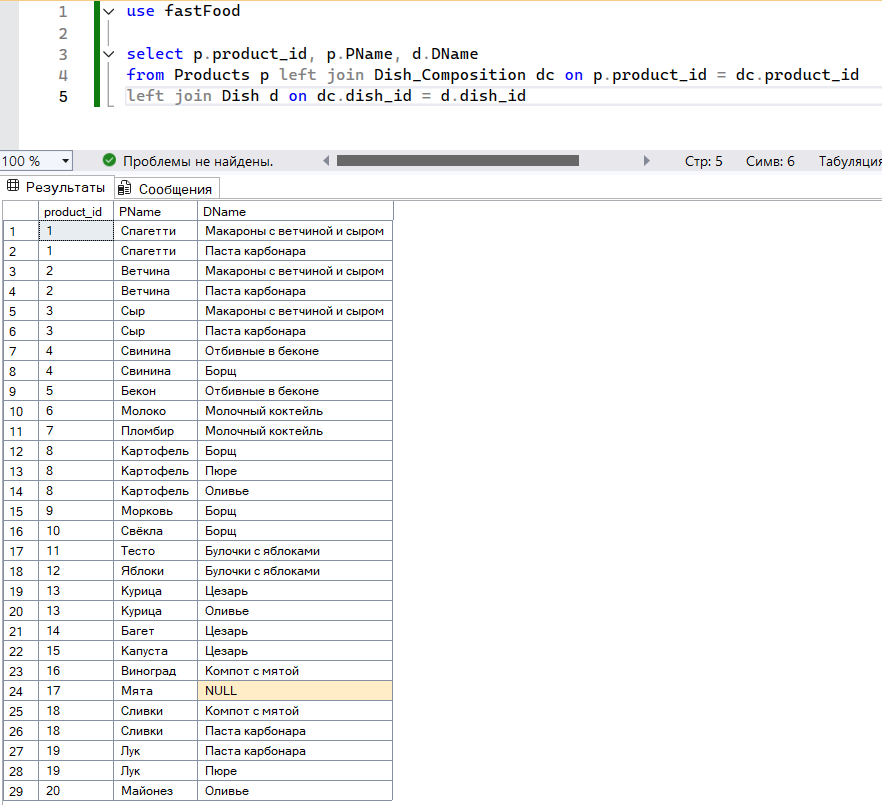 1 use fastFood
2
3 select p.product_id, p.PName, d.DName
4 from Products p left join Dish_Composition dc on p.product_id = dc.product_id
5 left join Dish d on dc.dish_id = d.dish_id
100 % Проблемы не найдены. Стр: 5 Симв: 6 Табуляция
Результаты Сообщения
product_id PName DName
1 1 Спагетти Макароны с ветчиной и сыром
2 1 Спагетти Паста карбонара
3 2 Ветчина Макароны с ветчиной и сыром
4 2 Ветчина Паста карбонара
5 3 Сыр Макароны с ветчиной и сыром
6 3 Сыр Паста карбонара
7 4 Свинина Отбивные в беконе
8 4 Свинина Борщ
9 5 Бекон Отбивные в беконе
10 6 Молоко Молочный коктейль
11 7 Пломбир Молочный коктейль
12 8 Картофель Борщ
13 8 Картофель Пюре
14 8 Картофель Оливье
15 9 Морковь Борщ
16 10 Свёкла Борщ
17 11 Тесто Булочки с яблоками
18 12 Яблоки Булочки с яблоками
19 13 Курица Цезарь
20 13 Курица Оливье
21 14 Багет Цезарь
22 15 Капуста Цезарь
23 16 Виноград Компот с мятой
24 17 Мята NULL
25 18 Сливки Компот с мятой
26 18 Сливки Паста карбонара
27 19 Лук Паста карбонара
28 19 Лук Пюре
29 20 Майонез Оливье